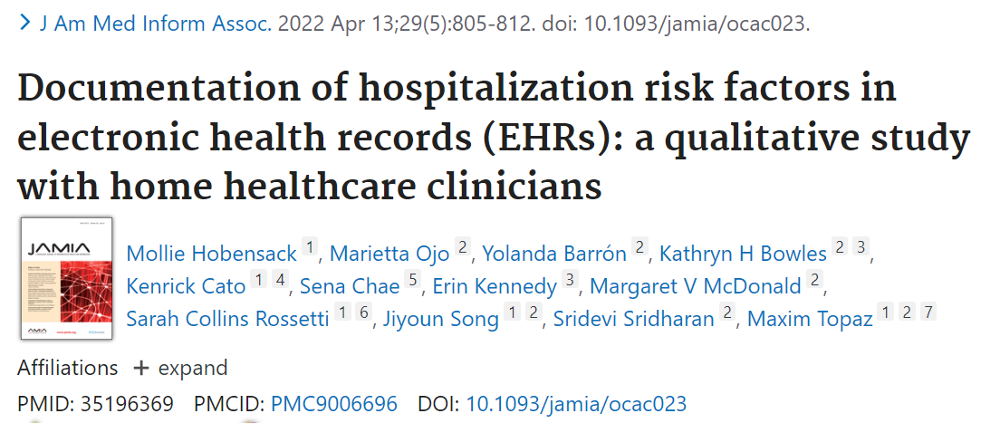 J Am Med Inform Assoc. 2022 Apr 13;29(5):805-812. doi: 10.1093/jamia/ocac023.
Documentation of hospitalization risk factors in
electronic health records (EHRs): a qualitative study
with home healthcare clinicians
JAMIA
Mollie Hobensack 1, Marietta Ojo 2, Yolanda Barrón 2, Kathryn H Bowles 2 3,
Kenrick Cato 1 4, Sena Chae 5, Erin Kennedy 3, Margaret V McDonald 2,
Sarah Collins Rossetti 1 6, Jiyoun Song 1 2, Sridevi Sridharan 2, Maxim Topaz 1 2 7
AMIA
Affiliations + expand
PMID: 35196369 PMCID: PMC9006696 DOI: 10.1093/jamia/ocac023